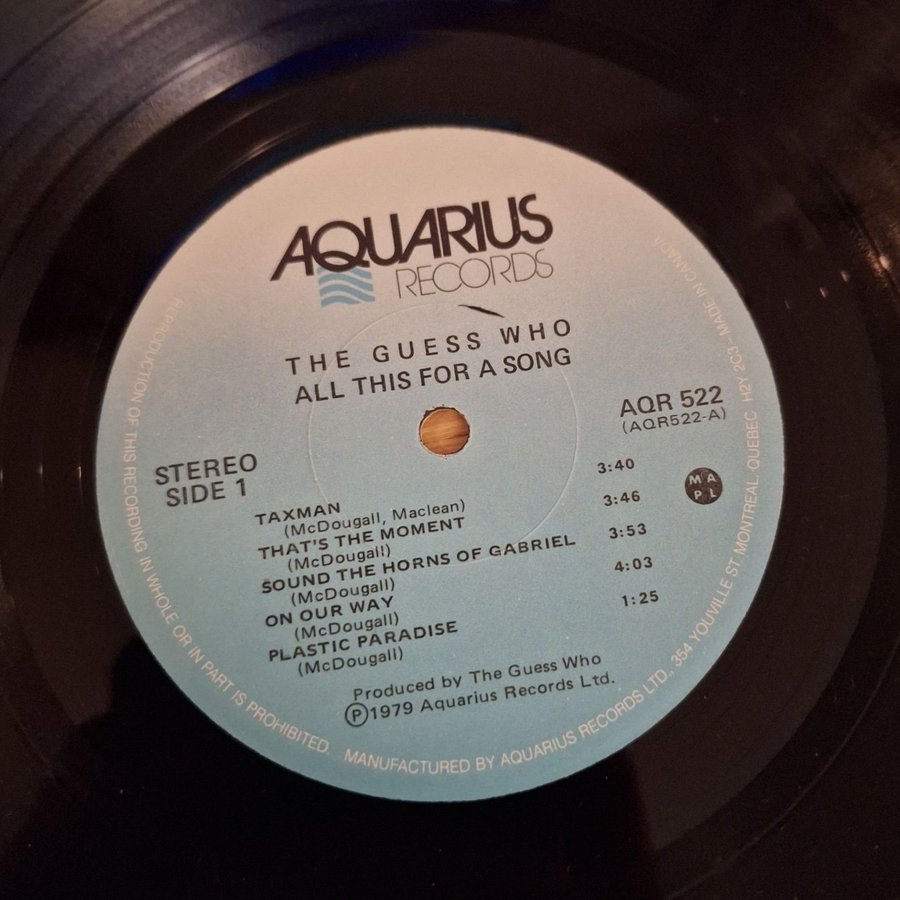 AQUARIUS
RECORDS
THE GUESS WHO
ALL THIS FOR A SONG
AQR 522
(AQR522-A)
STEREO
SIDE 1
M A
P L
TAXMAN 3:40
(McDougall, Maclean)
THAT'S THE MOMENT 3:46
(McDougall)
SOUND THE HORNS OF GABRIEL 3:53
(McDougall)
ON OUR WAY 4:03
(McDougall)
PLASTIC PARADISE 1:25
(McDougall)
Produced by The Guess Who
Ⓟ1979 Aquarius Records Ltd.
REPRODUCTION OF THIS RECORDING IN WHOLE OR IN PART IS PROHIBITED. MANUFACTURED BY AQUARIUS RECORDS LTD., 354 YOUVILLE ST. MONTREAL QUEBEC H2Y 2C3 - MADE IN CANADA